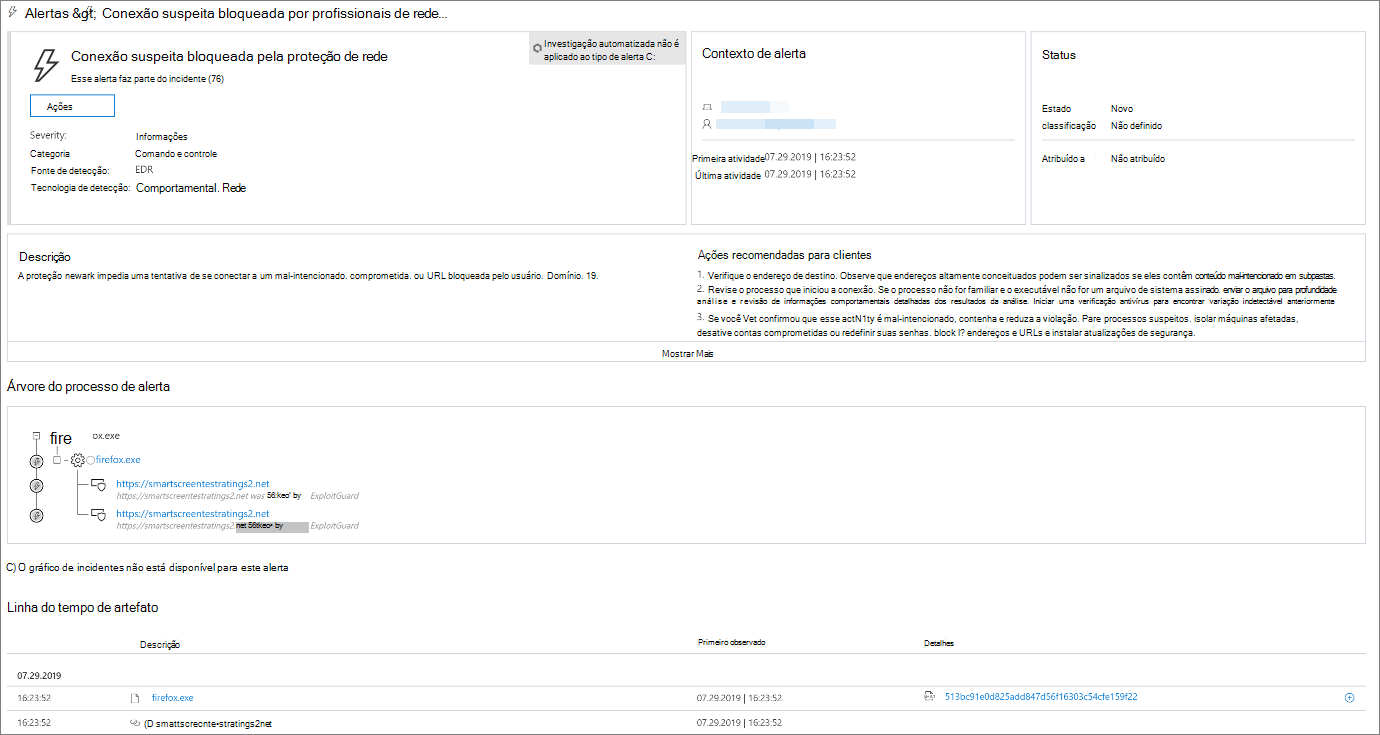 Alertas &gt; Conexão suspeita bloqueada por profissionais de rede...
Conexão suspeita bloqueada pela proteção de rede
Esse alerta faz parte do incidente (76)
Investigação automatizada não é
aplicado ao tipo de alerta C:
Ações
Severity: Informações
Categoria Comando e controle
Fonte de detecção: EDR
Tecnologia de detecção: Comportamental. Rede
Contexto de alerta
Primeira atividade 07.29.2019 | 16:23:52
Última atividade 07.29.2019 | 16:23:52
Status
Estado Novo
classificação Não definido
Atribuído a Não atribuído
Descrição
A proteção newark impedia uma tentativa de se conectar a um mal-intencionado. comprometida. ou URL bloqueada pelo usuário. Domínio. 19.
Ações recomendadas para clientes
1. Verifique o endereço de destino. Observe que endereços altamente conceituados podem ser sinalizados se eles contêm conteúdo mal-intencionado em subpastas.
2. Revise o processo que iniciou a conexão. Se o processo não for familiar e o executável não for um arquivo de sistema assinado. enviar o arquivo para profundidade
análise e revisão de informações comportamentais detalhadas dos resultados da análise. Iniciar uma verificação antivírus para encontrar variação indetectável anteriormente
3. Se você Vet confirmou que esse actN1ty é mal-intencionado, contenha e reduza a violação. Pare processos suspeitos. isolar máquinas afetadas,
desative contas comprometidas ou redefinir suas senhas. block l? endereços e URLs e instalar atualizações de segurança.
Mostrar Mais
Árvore do processo de alerta
fire ox.exe
firefox.exe
https://smartscreentestratings2.net
https://smartscreentestratings2.net was 56:keo' by ExploitGuard
https://smartscreentestratings2.net
https://smartscreentestratings2.net 56tkeo• by ExploitGuard
C) O gráfico de incidentes não está disponível para este alerta
Linha do tempo de artefato
Descrição Primeiro observado Detalhes
07.29.2019
16:23:52 firefox.exe 07.29.2019 | 16:23:52 513bc91e0d825add847d56f16303c54cfe159f22
16:23:52 (D smattscrecnte•stratings2net 07.29.2019 | 16:23:52